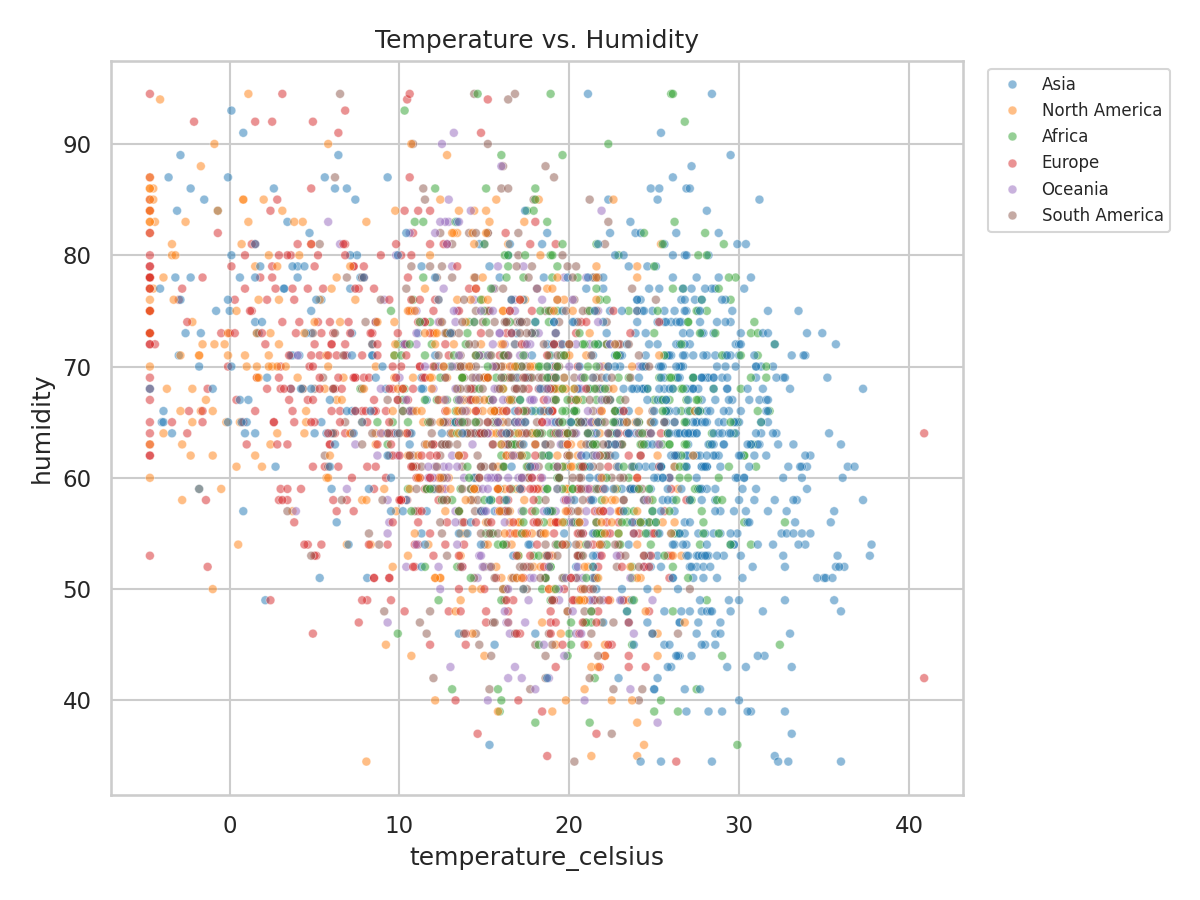 Temperature vs. Humidity
Asia
North America
Africa
Europe
Oceania
South America
humidity
90
80
70
60
50
40
0
10
20
30
40
temperature_celsius